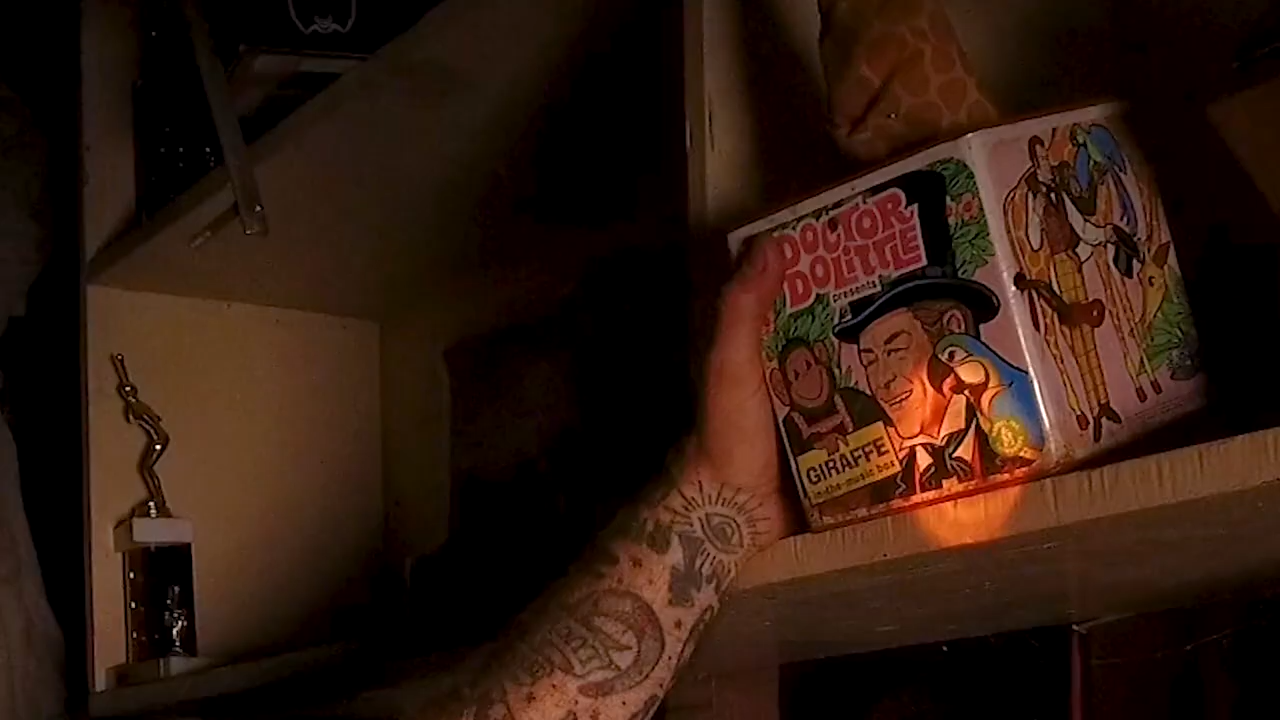 DOCTOR
DOLITTLE
presents
GIRAFFE
in-the-music box